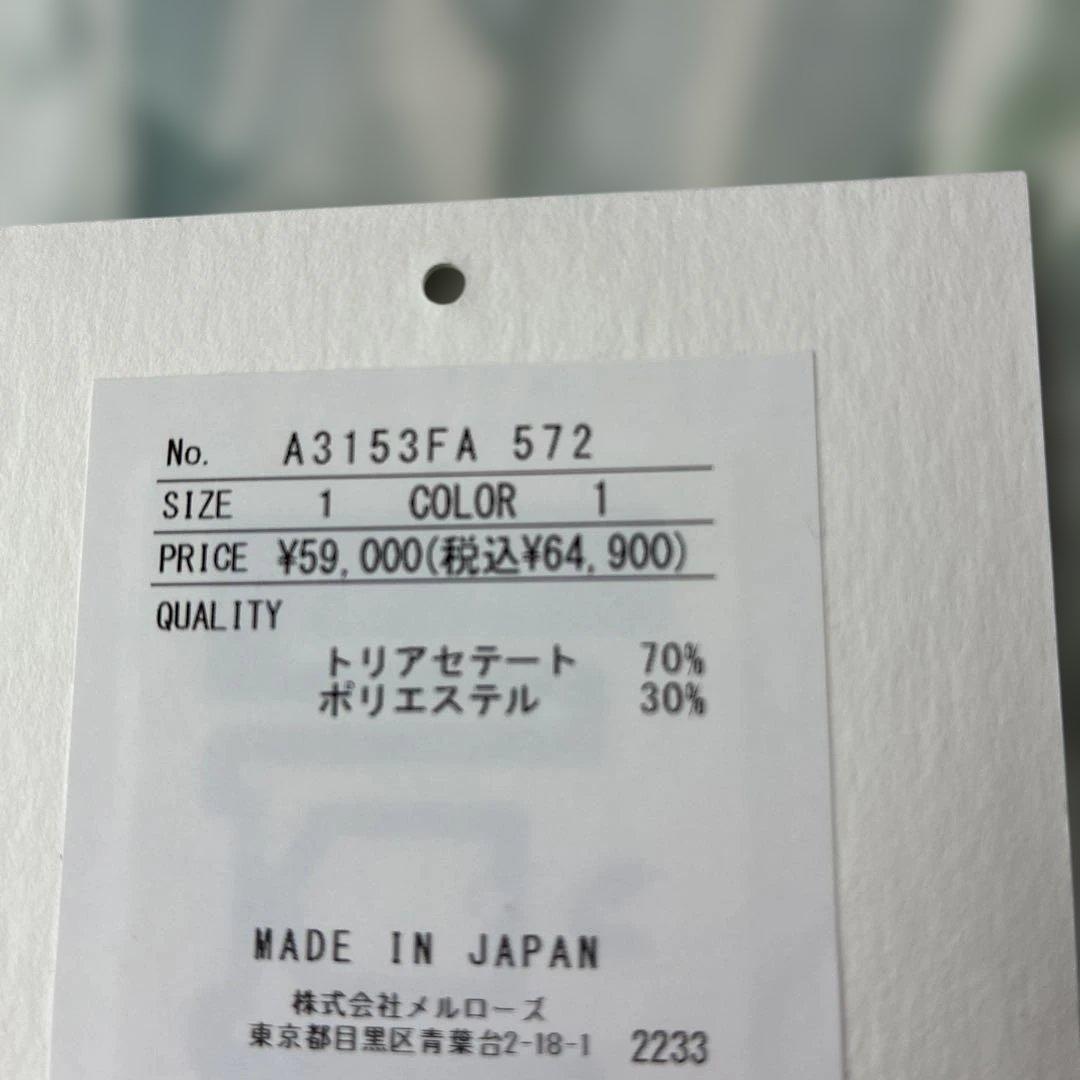 No. A3153FA 572
SIZE 1 COLOR 1
PRICE ¥59,000(税込¥64,900)
QUALITY
トリアセテート 70%
ポリエステル 30%
MADE IN JAPAN
株式会社メルローズ
東京都目黒区青葉台2-18-1 2233